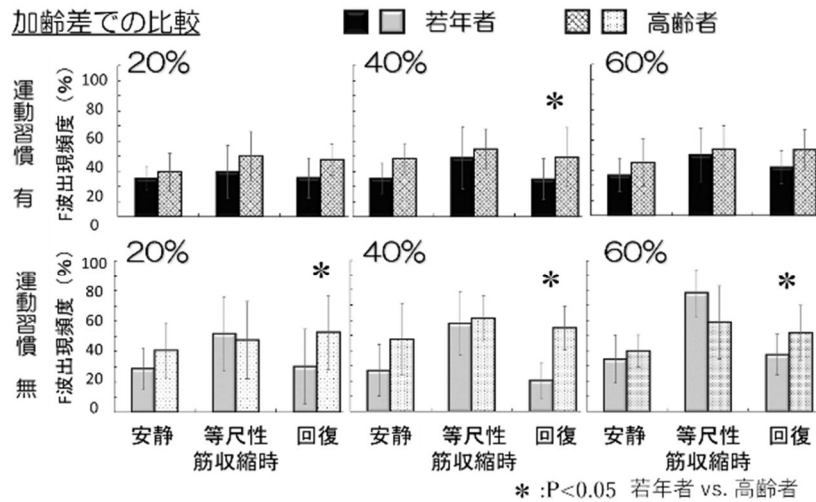 加齢差での比較
若年者
高齢者
運動習慣 有
F波出現頻度 (%)
100
80
60
40
20
0
20%
40%
*
60%
運動習慣 無
F波出現頻度 (%)
100
80
60
40
20
0
20%
*
40%
*
60%
*
安静
等尺性
筋収縮時
回復
安静
等尺性
筋収縮時
回復
安静
等尺性
筋収縮時
回復
* :P<0.05 若年者 vs. 高齢者